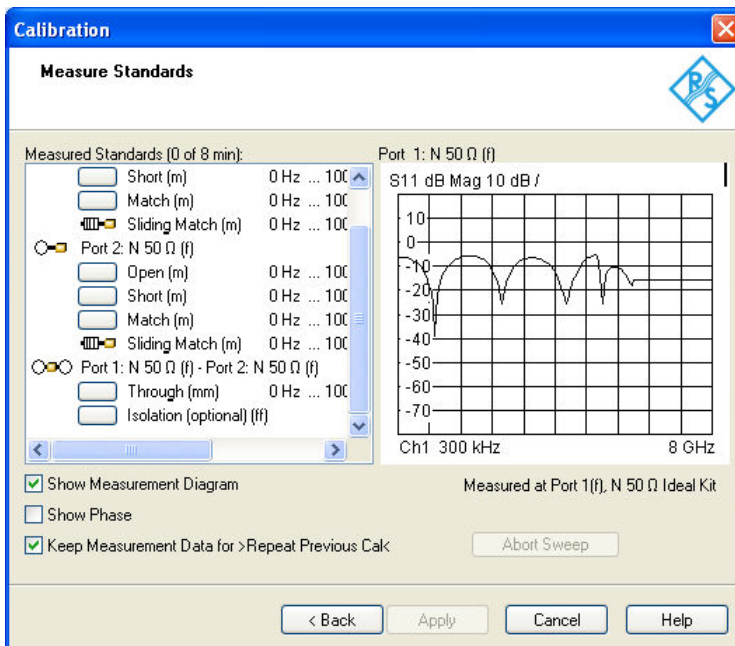 Calibration
Measure Standards
R
S
Measured Standards (0 of 8 min):
Short (m) 0 Hz ... 100
Match (m) 0 Hz ... 100
Sliding Match (m) 0 Hz ... 100
Port 2: N 50 Ω (f)
Open (m) 0 Hz ... 100
Short (m) 0 Hz ... 100
Match (m) 0 Hz ... 100
Sliding Match (m) 0 Hz ... 100
Port 1: N 50 Ω (f) - Port 2: N 50 Ω (f)
Through (mm) 0 Hz ... 100
Isolation (optional) (ff)
Port 1: N 50 Ω (f)
S11 dB Mag 10 dB /
10
0
-10
-20
-30
-40
-50
-60
-70
Ch1 300 kHz 8 GHz
Show Measurement Diagram
Measured at Port 1(f), N 50 Ω Ideal Kit
Show Phase
Keep Measurement Data for >Repeat Previous Cal<
Abort Sweep
< Back
Apply
Cancel
Help